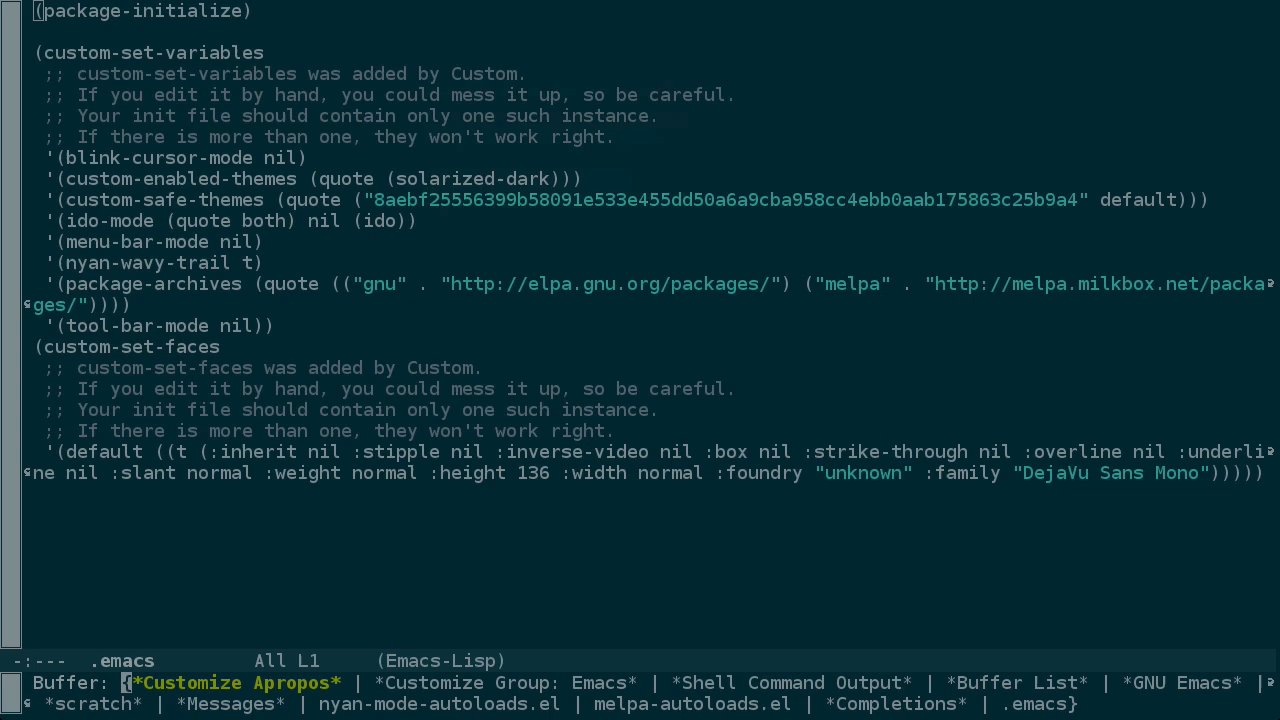 (package-initialize)
(custom-set-variables
 ;; custom-set-variables was added by Custom.
 ;; If you edit it by hand, you could mess it up, so be careful.
 ;; Your init file should contain only one such instance.
 ;; If there is more than one, they won't work right.
 '(blink-cursor-mode nil)
 '(custom-enabled-themes (quote (solarized-dark)))
 '(custom-safe-themes (quote ("8aebf25556399b58091e533e455dd50a6a9cba958cc4ebb0aab175863c25b9a4" default)))
 '(ido-mode (quote both) nil (ido))
 '(menu-bar-mode nil)
 '(nyan-wavy-trail t)
 '(package-archives (quote (("gnu" . "http://elpa.gnu.org/packages/") ("melpa" . "http://melpa.milkbox.net/packa
ges/"))))
 '(tool-bar-mode nil))
(custom-set-faces
 ;; custom-set-faces was added by Custom.
 ;; If you edit it by hand, you could mess it up, so be careful.
 ;; Your init file should contain only one such instance.
 ;; If there is more than one, they won't work right.
 '(default ((t (:inherit nil :stipple nil :inverse-video nil :box nil :strike-through nil :overline nil :underli
ne nil :slant normal :weight normal :height 136 :width normal :foundry "unknown" :family "DejaVu Sans Mono")))))
-:---  .emacs         All L1     (Emacs-Lisp)
Buffer: {*Customize Apropos* | *Customize Group: Emacs* | *Shell Command Output* | *Buffer List* | *GNU Emacs* |
 *scratch* | *Messages* | nyan-mode-autoloads.el | melpa-autoloads.el | *Completions* | .emacs}